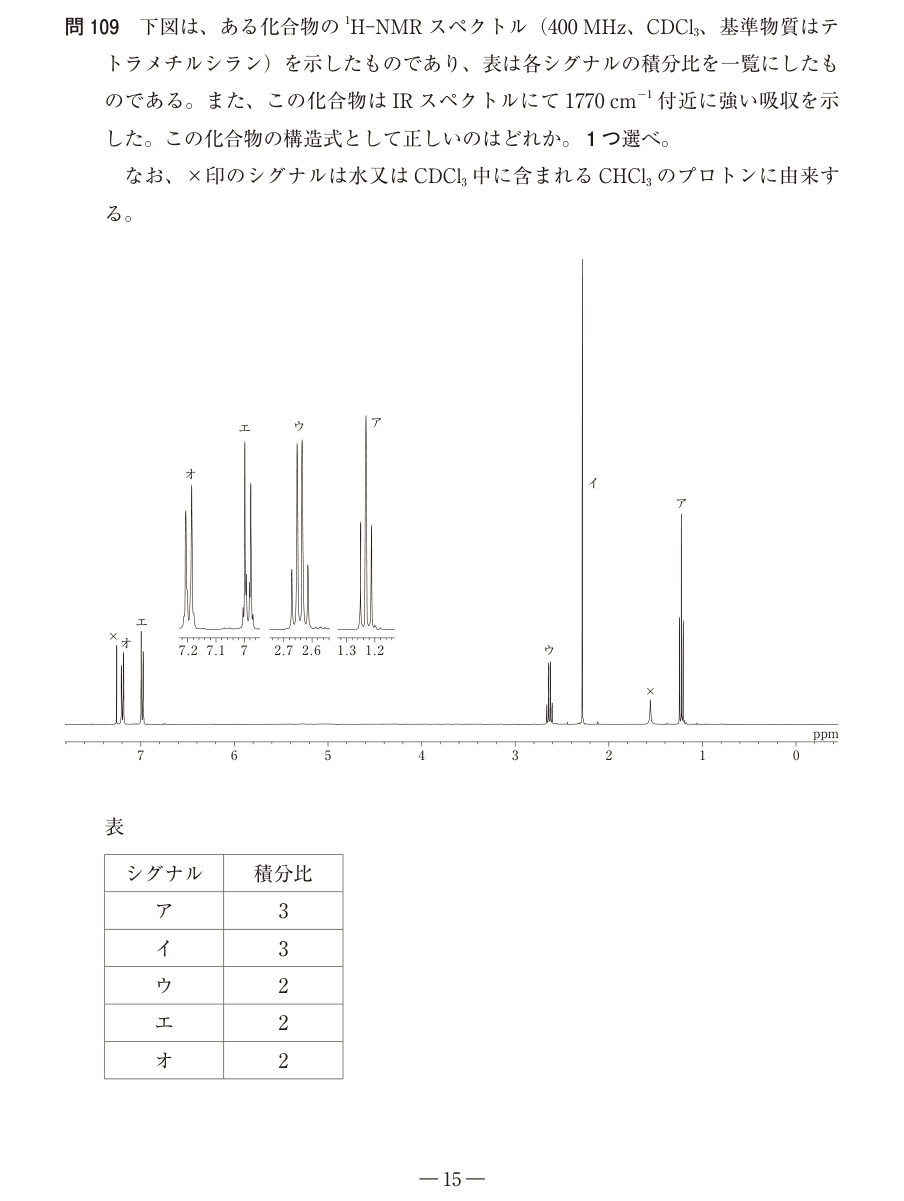 問 109　下図は、ある化合物の ¹H−NMR スペクトル（400 MHz、CDCl₃、基準物質はテ
トラメチルシラン）を示したものであり、表は各シグナルの積分比を一覧にしたも
のである。また、この化合物は IR スペクトルにて 1770 cm⁻¹ 付近に強い吸収を示
した。この化合物の構造式として正しいのはどれか。1つ選べ。
なお、×印のシグナルは水又は CDCl₃ 中に含まれる CHCl₃ のプロトンに由来す
る。
ア
エ
ウ
オ
イ
ア
エ
×
オ
7.2 7.1 7
2.7 2.6
1.3 1.2
ウ
×
ppm
7 6 5 4 3 2 1 0
表
シグナル 積分比
ア 3
イ 3
ウ 2
エ 2
オ 2
— 15 —